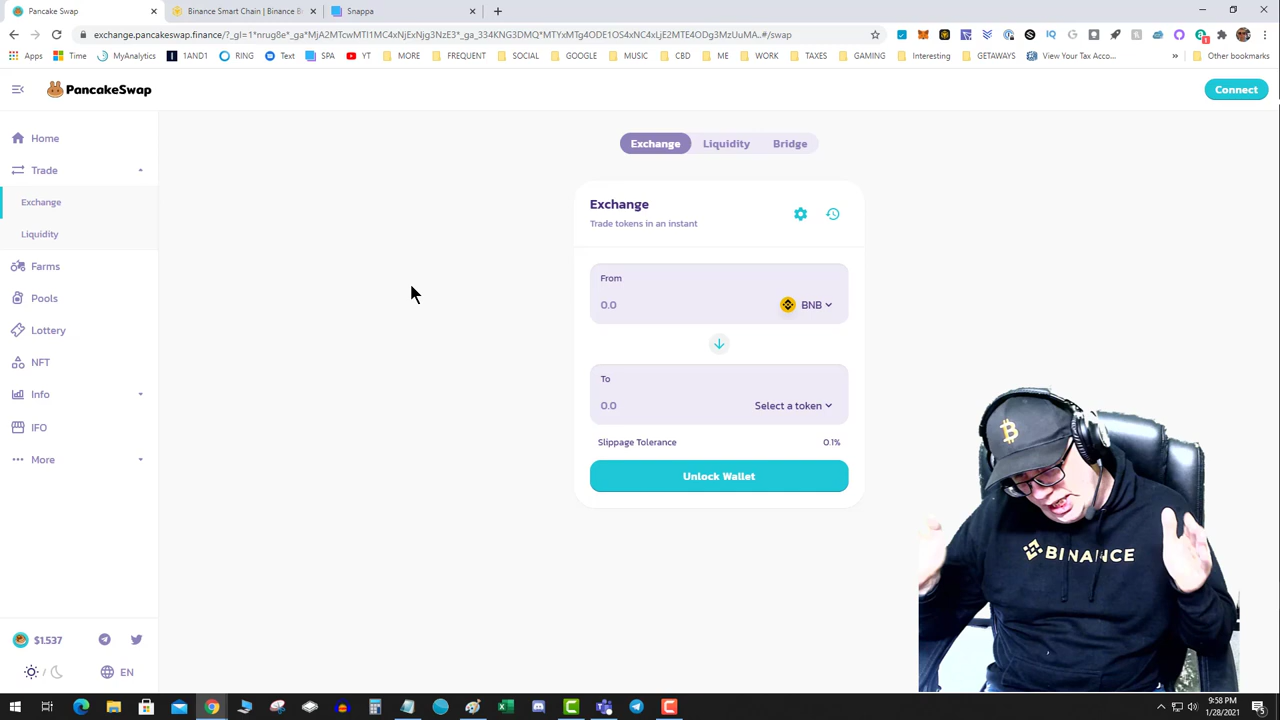 Pancake Swap
Binance Smart Chain | Binance B
Snappa
exchange.pancakeswap.finance/?_gl=1*nrug8e*_ga*MjA2MTcwMTI1MC4xNjExNjg3NzE3*_ga_334KNG3DMQ*MTYxMTg4ODE1OS4xNC4xLjE2MTE4ODg3MzUuMA..#/swap
Apps
Time
MyAnalytics
1AND1
RING
Text
SPA
YT
MORE
FREQUENT
SOCIAL
GOOGLE
MUSIC
CBD
ME
WORK
TAXES
GAMING
Interesting
GETAWAYS
View Your Tax Acco...
Other bookmarks
PancakeSwap
Connect
Home
Trade
Exchange
Liquidity
Farms
Pools
Lottery
NFT
Info
IFO
More
$1.537
/
EN
Exchange
Liquidity
Bridge
Exchange
Trade tokens in an instant
From
0.0
BNB
To
0.0
Select a token
Slippage Tolerance
0.1%
Unlock Wallet
BINANCE
9:58 PM
1/28/2021